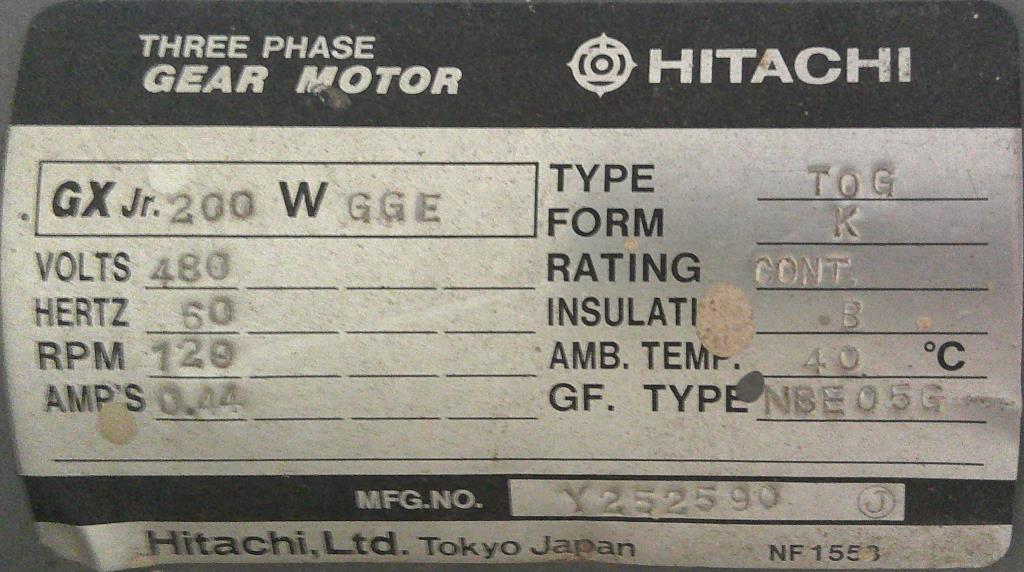 THREE PHASE
GEAR MOTOR
HITACHI
GX Jr. 200 W GGE
VOLTS 480
HERTZ 60
RPM 120
AMP'S 0.44
TYPE TOG
FORM K
RATING CONT.
INSULATI B
AMB. TEMP. 40 °C
GF. TYPE NBE05G
MFG.NO. Y252590 J
Hitachi, Ltd. Tokyo Japan